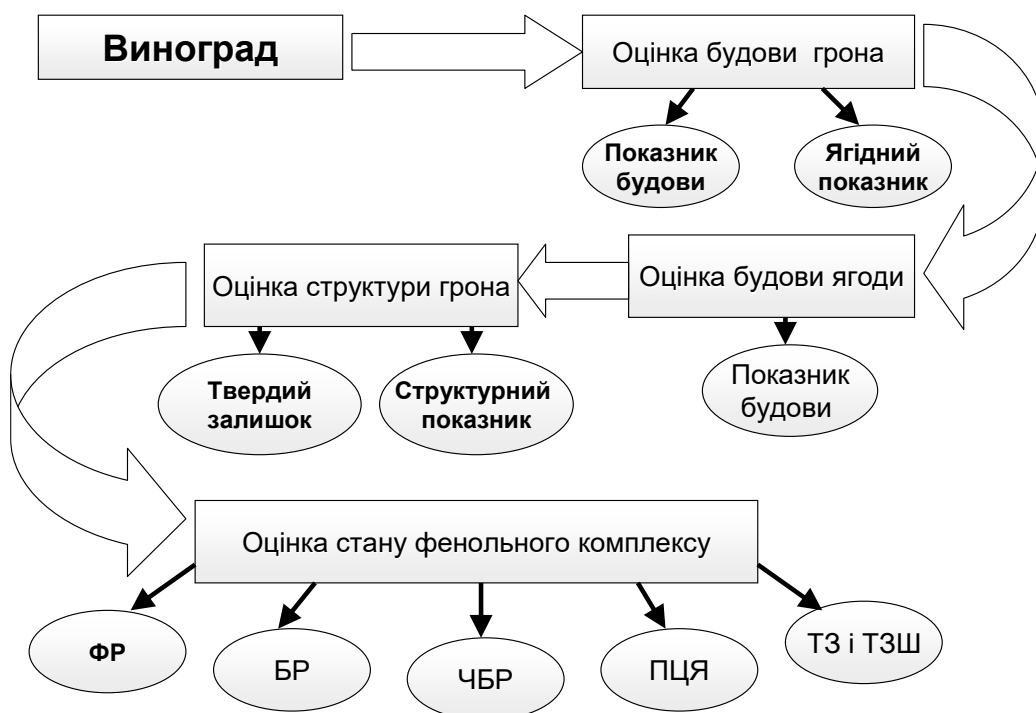 Виноград
Оцінка будови грона
Показник
будови
Ягідний
показник
Оцінка структури грона
Оцінка будови ягоди
Твердий
залишок
Структурний
показник
Показник
будови
Оцінка стану фенольного комплексу
ФР
БР
ЧБР
ПЦЯ
ТЗ і ТЗШ